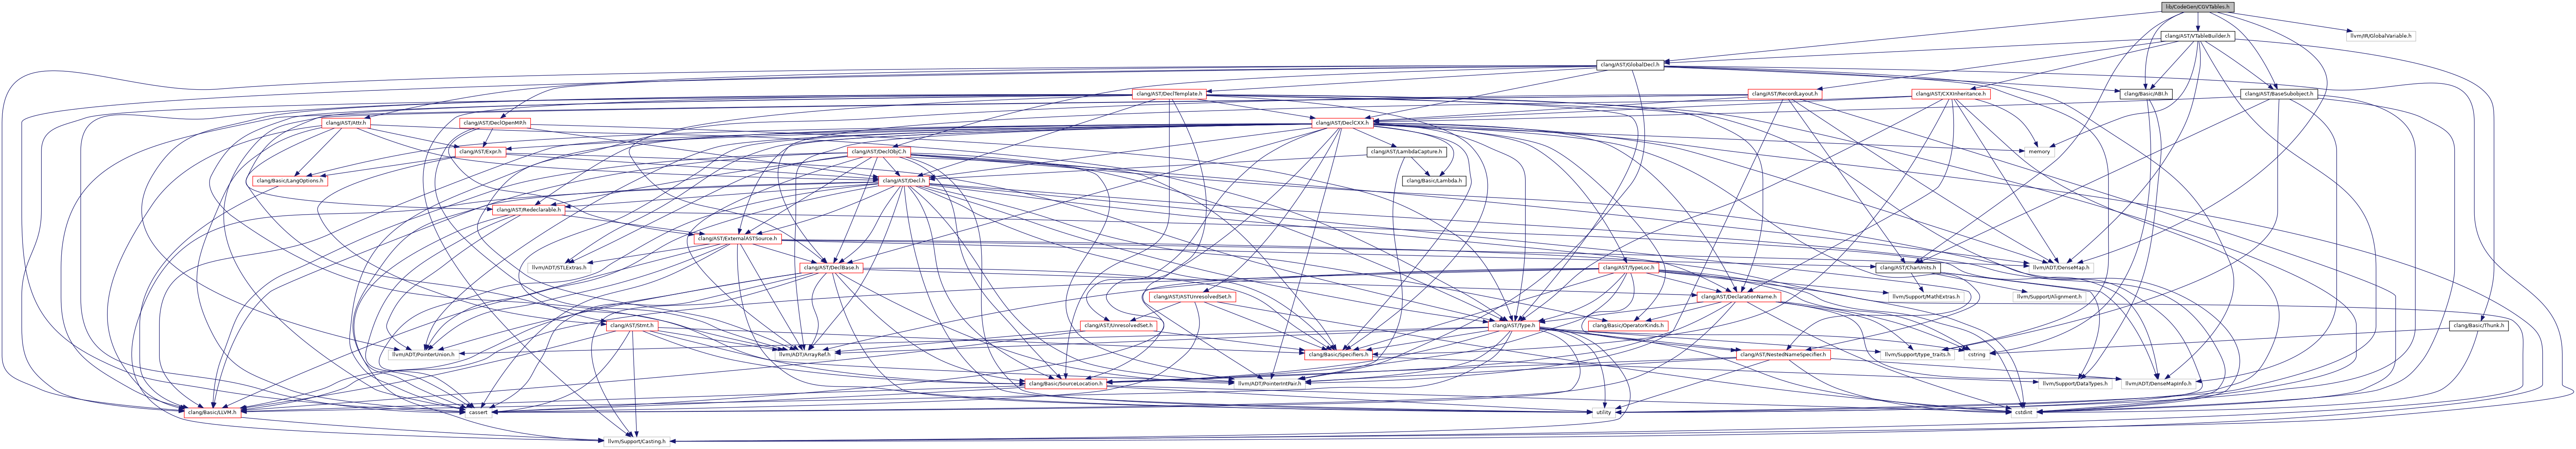 lib/CodeGen/CGVTables.h
clang/AST/VTableBuilder.h
llvm/IR/GlobalVariable.h
clang/AST/GlobalDecl.h
clang/AST/DeclTemplate.h
clang/AST/RecordLayout.h
clang/AST/CXXInheritance.h
clang/Basic/ABI.h
clang/AST/BaseSubobject.h
clang/AST/Attr.h
clang/AST/DeclOpenMP.h
clang/AST/DeclCXX.h
clang/AST/Expr.h
clang/AST/DeclObjC.h
clang/AST/LambdaCapture.h
memory
clang/Basic/LangOptions.h
clang/AST/Decl.h
clang/Basic/Lambda.h
clang/AST/Redeclarable.h
clang/AST/ExternalASTSource.h
llvm/ADT/STLExtras.h
clang/AST/DeclBase.h
clang/AST/TypeLoc.h
clang/AST/CharUnits.h
llvm/ADT/DenseMap.h
clang/AST/ASTUnresolvedSet.h
clang/AST/DeclarationName.h
llvm/Support/MathExtras.h
llvm/Support/Alignment.h
clang/AST/Stmt.h
clang/AST/UnresolvedSet.h
clang/AST/Type.h
clang/Basic/OperatorKinds.h
clang/Basic/Thunk.h
llvm/ADT/PointerUnion.h
llvm/ADT/ArrayRef.h
clang/Basic/Specifiers.h
clang/AST/NestedNameSpecifier.h
llvm/Support/type_traits.h
cstring
clang/Basic/SourceLocation.h
llvm/ADT/PointerIntPair.h
llvm/Support/DataTypes.h
llvm/ADT/DenseMapInfo.h
clang/Basic/LLVM.h
cassert
utility
cstdint
llvm/Support/Casting.h